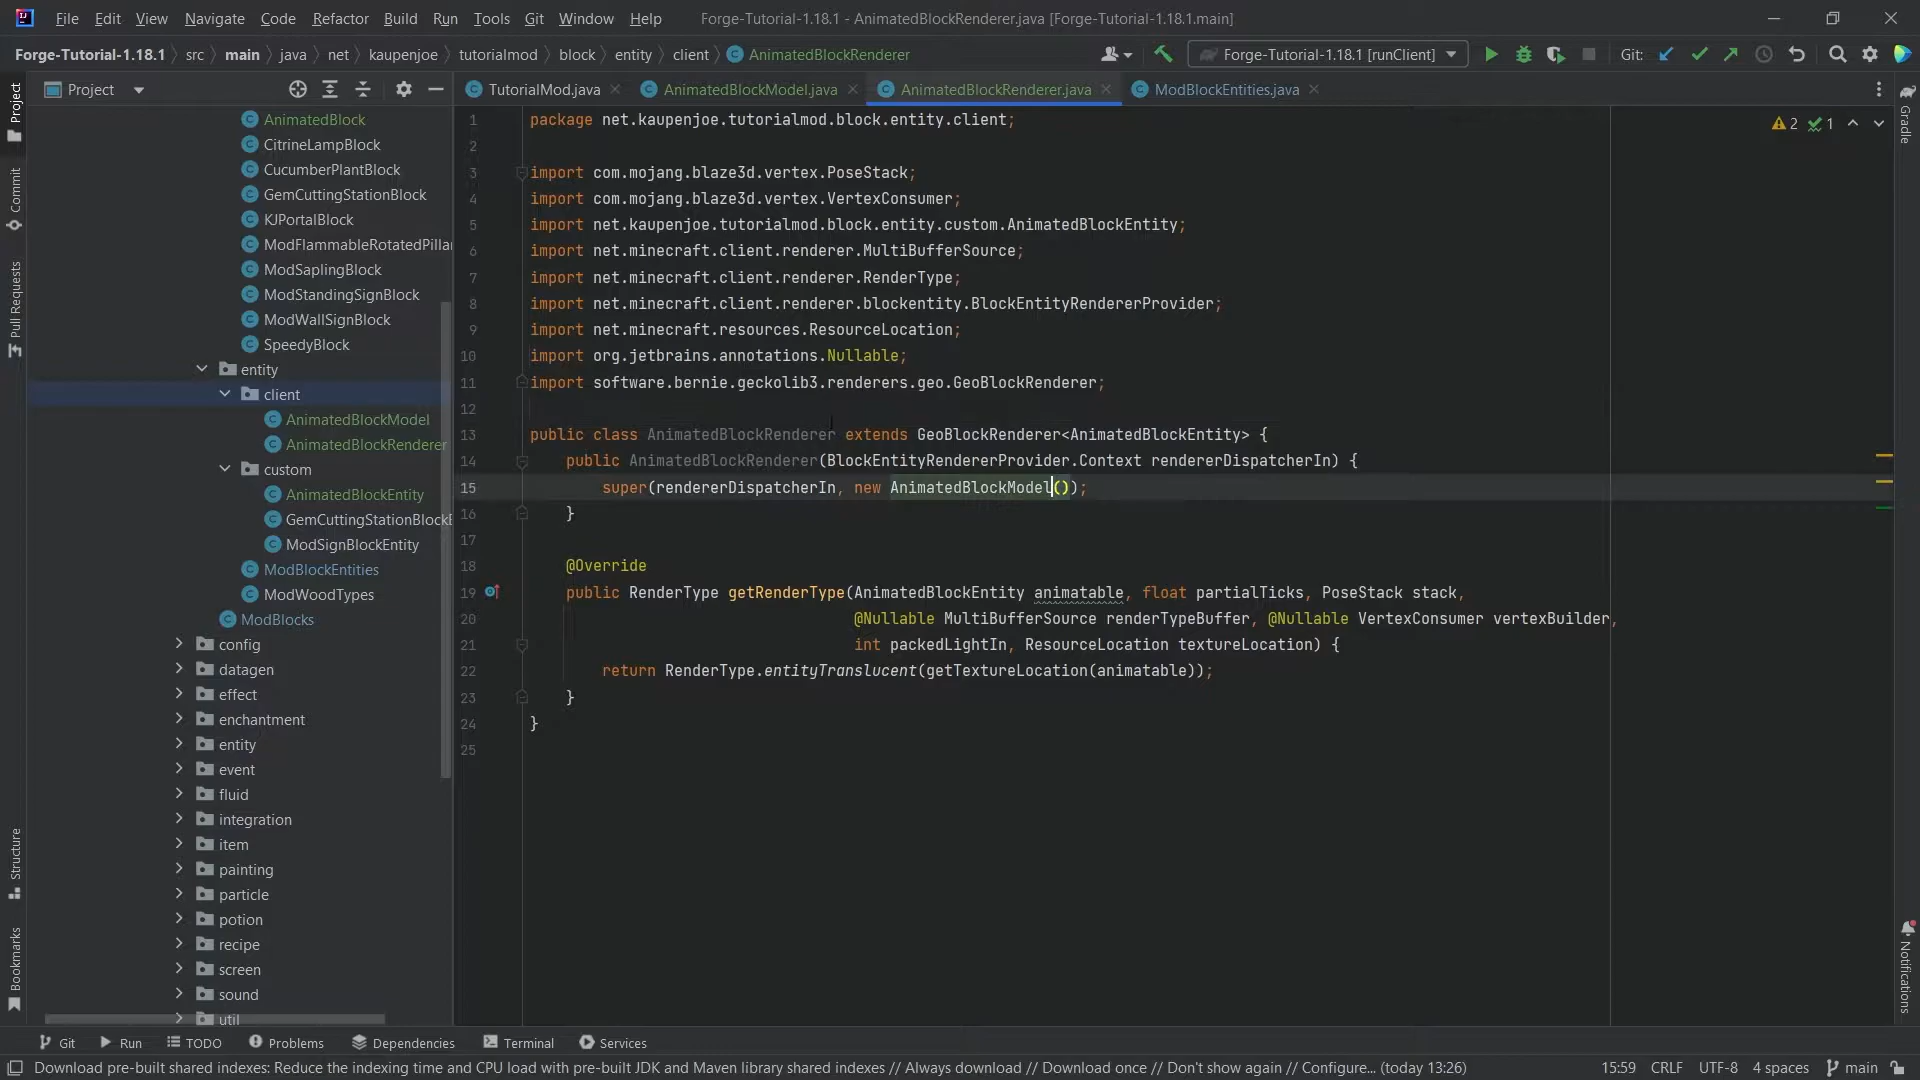 File Edit View Navigate Code Refactor Build Run Tools Git Window Help Forge-Tutorial-1.18.1 - AnimatedBlockRenderer.java [Forge-Tutorial-1.18.1.main]
Forge-Tutorial-1.18.1 src main java net kaupenjoe tutorialmod block entity client AnimatedBlockRenderer Forge-Tutorial-1.18.1 [runClient] Git:
Project
Commit
Pull Requests
Structure
Bookmarks
Project
AnimatedBlock
CitrineLampBlock
CucumberPlantBlock
GemCuttingStationBlock
KJPortalBlock
ModFlammableRotatedPilla
ModSaplingBlock
ModStandingSignBlock
ModWallSignBlock
SpeedyBlock
entity
client
AnimatedBlockModel
AnimatedBlockRenderer
custom
AnimatedBlockEntity
GemCuttingStationBlockE
ModSignBlockEntity
ModBlockEntities
ModWoodTypes
ModBlocks
config
datagen
effect
enchantment
entity
event
fluid
integration
item
painting
particle
potion
recipe
screen
sound
util
TutorialMod.java AnimatedBlockModel.java AnimatedBlockRenderer.java ModBlockEntities.java
2 1
1 package net.kaupenjoe.tutorialmod.block.entity.client;
2
3 import com.mojang.blaze3d.vertex.PoseStack;
4 import com.mojang.blaze3d.vertex.VertexConsumer;
5 import net.kaupenjoe.tutorialmod.block.entity.custom.AnimatedBlockEntity;
6 import net.minecraft.client.renderer.MultiBufferSource;
7 import net.minecraft.client.renderer.RenderType;
8 import net.minecraft.client.renderer.blockentity.BlockEntityRendererProvider;
9 import net.minecraft.resources.ResourceLocation;
10 import org.jetbrains.annotations.Nullable;
11 import software.bernie.geckolib3.renderers.geo.GeoBlockRenderer;
12
13 public class AnimatedBlockRenderer extends GeoBlockRenderer<AnimatedBlockEntity> {
14 public AnimatedBlockRenderer(BlockEntityRendererProvider.Context rendererDispatcherIn) {
15 super(rendererDispatcherIn, new AnimatedBlockModel());
16 }
17
18 @Override
19 public RenderType getRenderType(AnimatedBlockEntity animatable, float partialTicks, PoseStack stack,
20 @Nullable MultiBufferSource renderTypeBuffer, @Nullable VertexConsumer vertexBuilder,
21 int packedLightIn, ResourceLocation textureLocation) {
22 return RenderType.entityTranslucent(getTextureLocation(animatable));
23 }
24 }
25
Gradle
Notifications
Git Run TODO Problems Dependencies Terminal Services
Download pre-built shared indexes: Reduce the indexing time and CPU load with pre-built JDK and Maven library shared indexes // Always download // Download once // Don't show again // Configure... (today 13:26) 15:59 CRLF UTF-8 4 spaces main